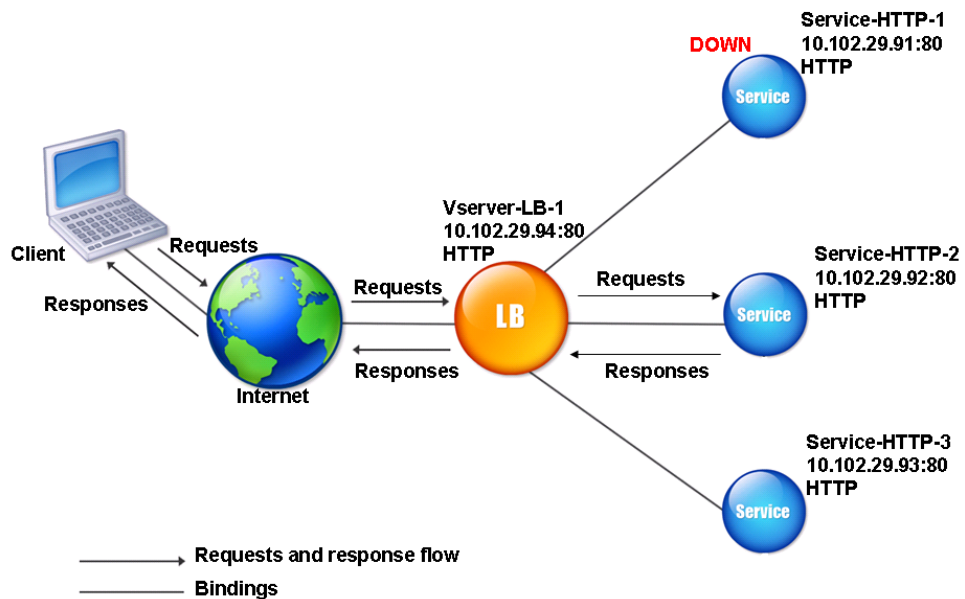 Service-HTTP-1
10.102.29.91:80
HTTP
DOWN
Service
Vserver-LB-1
10.102.29.94:80
HTTP
Client
Requests
Responses
Internet
Requests
Responses
LB
Requests
Responses
Service-HTTP-2
10.102.29.92:80
HTTP
Service
Service-HTTP-3
10.102.29.93:80
HTTP
Service
Requests and response flow
Bindings